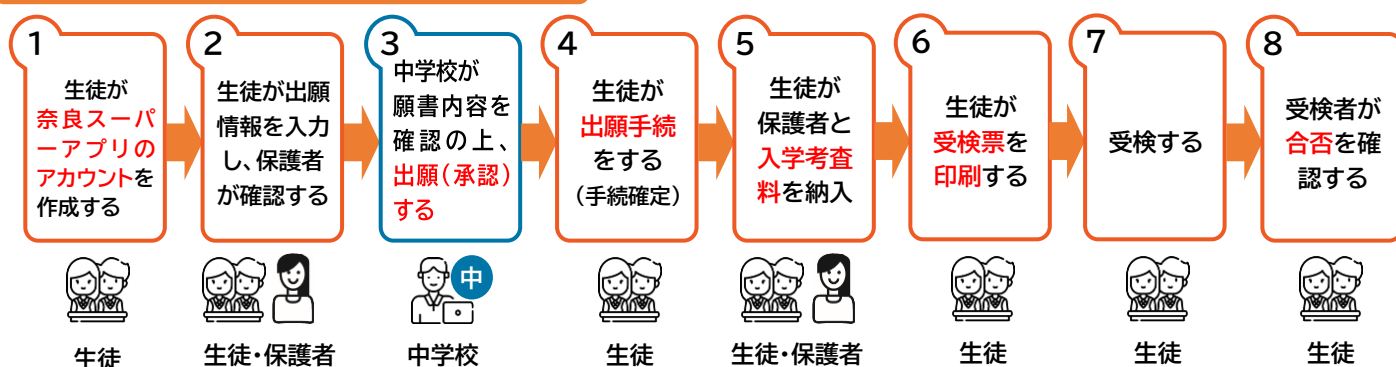 1
生徒が
奈良スーパ
ーアプリの
アカウントを
作成する
生徒
2
生徒が出願
情報を入力
し、保護者
が確認する
生徒・保護者
3
中学校が
願書内容を
確認の上、
出願(承認)
する
中
中学校
4
生徒が
出願手続
をする
(手続確定)
生徒
5
生徒が
保護者と
入学考査
料を納入
生徒・保護者
6
生徒が
受検票を
印刷する
生徒
7
受検する
生徒
8
受検者が
合否を確
認する
生徒